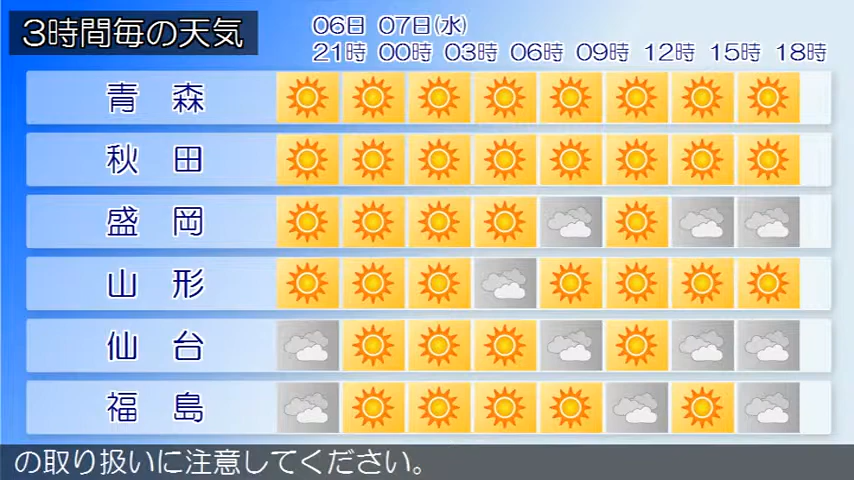 3時間毎の天気
06日 07日(水)
21時 00時 03時 06時 09時 12時 15時 18時
青森
秋田
盛岡
山形
仙台
福島
の取り扱いに注意してください。